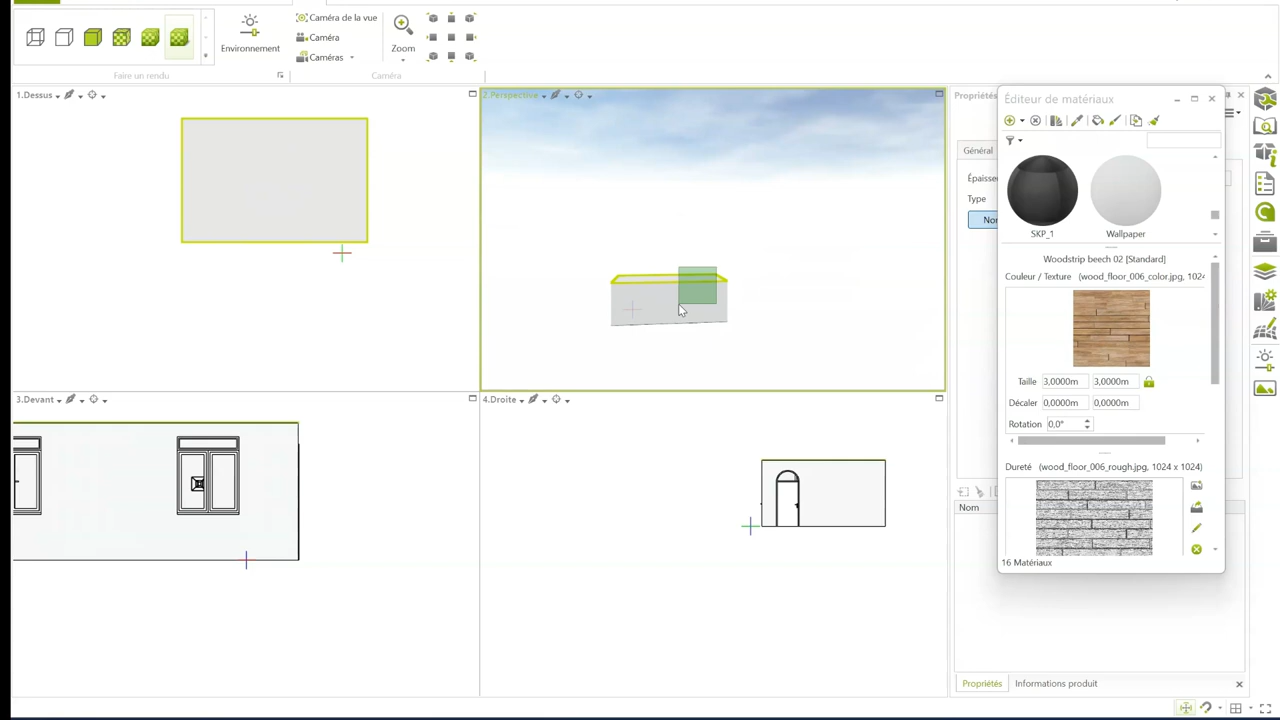 Caméra de la vue
Caméra
Caméras
Environnement
Zoom
Faire un rendu
Caméra
1.Dessus
2.Perspective
3.Devant
4.Droite
Propriétés
Général
Épaisseur
Type
Éditeur de matériaux
SKP_1
Wallpaper
Woodstrip beech 02 [Standard]
Couleur / Texture (wood_floor_006_color.jpg, 1024
Taille 3,0000m 3,0000m
Décaler 0,0000m 0,0000m
Rotation 0,0°
Dureté (wood_floor_006_rough.jpg, 1024 x 1024)
16 Matériaux
Nom
Propriétés
Informations produit